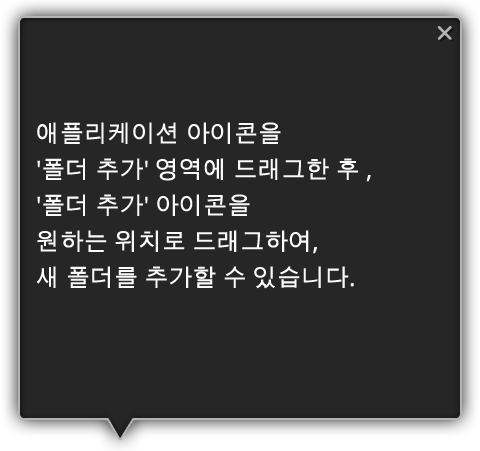 애플리케이션 아이콘을
'폴더 추가' 영역에 드래그한 후 ,
'폴더 추가' 아이콘을
원하는 위치로 드래그하여,
새 폴더를 추가할 수 있습니다.